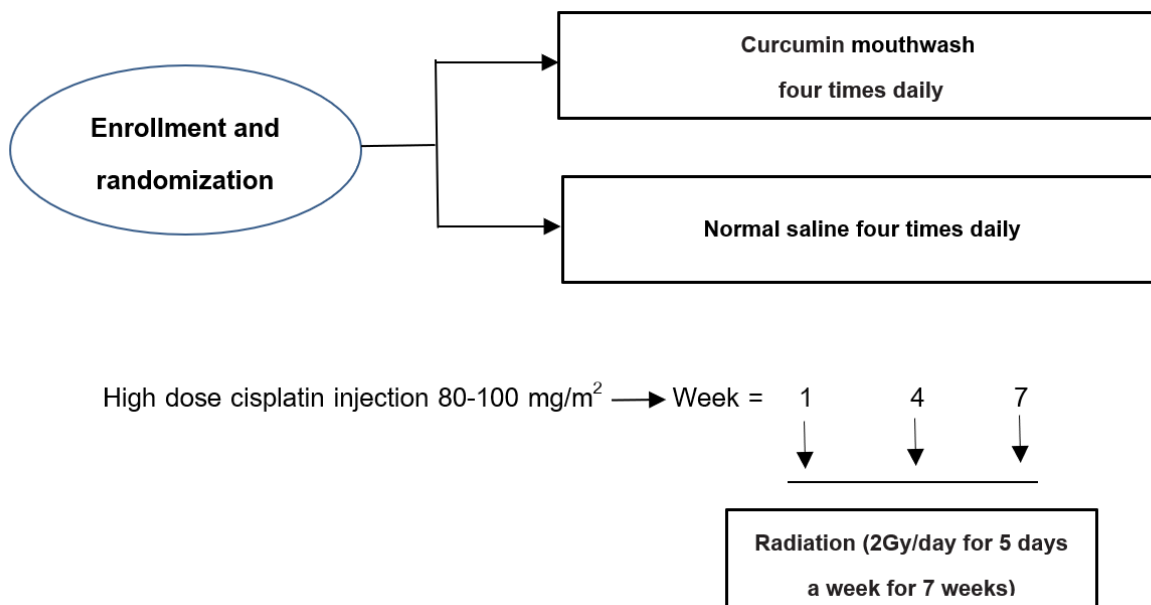 Enrollment and
randomization
Curcumin mouthwash
four times daily
Normal saline four times daily
High dose cisplatin injection 80-100 mg/m² Week = 1 4 7
Radiation (2Gy/day for 5 days
a week for 7 weeks)